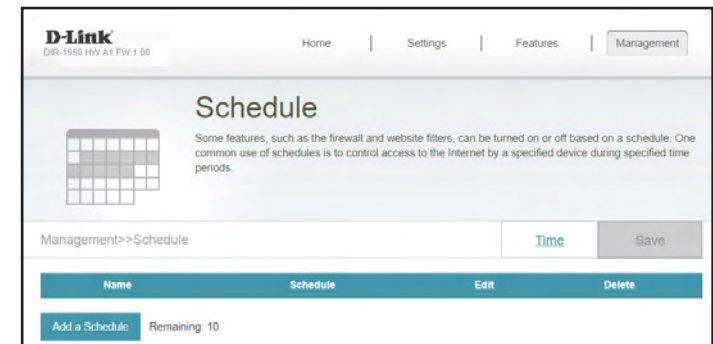 D-Link
DIR-1950 HW A1 FW 1.00
Home | Settings | Features | Management
Schedule
Some features, such as the firewall and website filters, can be turned on or off based on a schedule. One
common use of schedules is to control access to the Internet by a specified device during specified time
periods.
Management>>Schedule
Time
Save
Name Schedule Edit Delete
Add a Schedule Remaining: 10